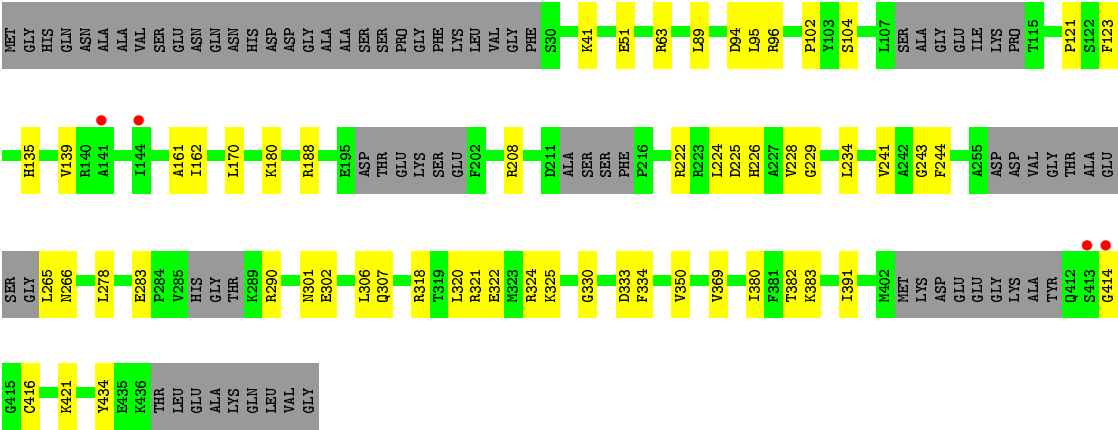 MET GLY HIS GLN ASN ALA ALA VAL SER GLU ASN GLN ASN HIS ASP ASP GLY ALA ALA SER SER PRO GLY PHE LYS LEU VAL GLY PHE S30 K41 E51 R63 L89 D94 L95 R96 P102 Y103 S104 L107 SER ALA GLY GLU ILE LYS PRO T115 P121 S122 F123
H135 V139 R140 A141 I144 A161 I162 L170 K180 R188 E195 ASP THR GLU LYS SER GLU F202 R208 D211 ALA SER SER PHE P216 R222 R223 L224 D225 H226 A227 V228 G229 L234 V241 A242 G243 F244 A255 ASP ASP VAL GLY THR ALA GLU
SER GLY L265 N266 L278 E283 P284 V285 HIS GLY THR K289 R290 N301 E302 L306 Q307 R318 T319 L320 R321 E322 M323 R324 K325 G330 D333 F334 V350 V369 I380 F381 T382 K383 I391 M402 MET LYS ASP GLU GLU GLY LYS ALA TYR Q412 S413 G414
G415 C416 K421 Y434 E435 K436 THR LEU GLU ALA LYS GLN LEU VAL GLY